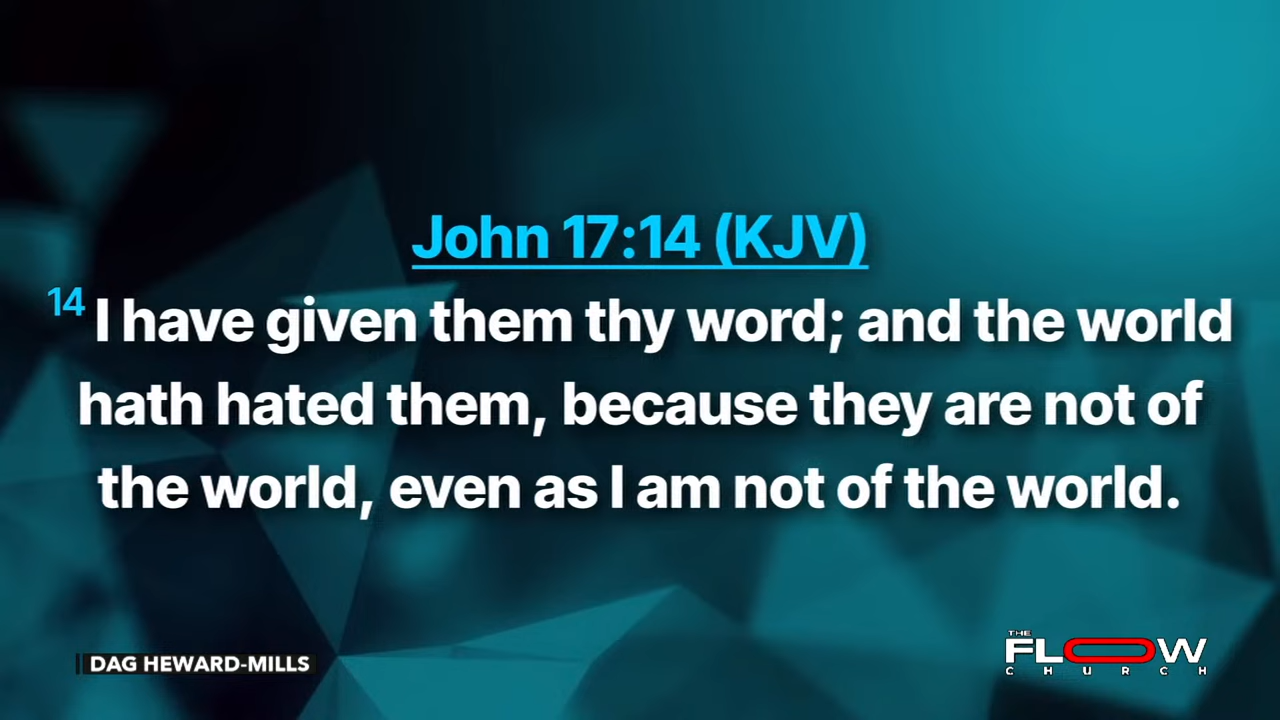 John 17:14 (KJV)
14 I have given them thy word; and the world
hath hated them, because they are not of
the world, even as I am not of the world.
DAG HEWARD-MILLS
THE
FLOW
CHURCH